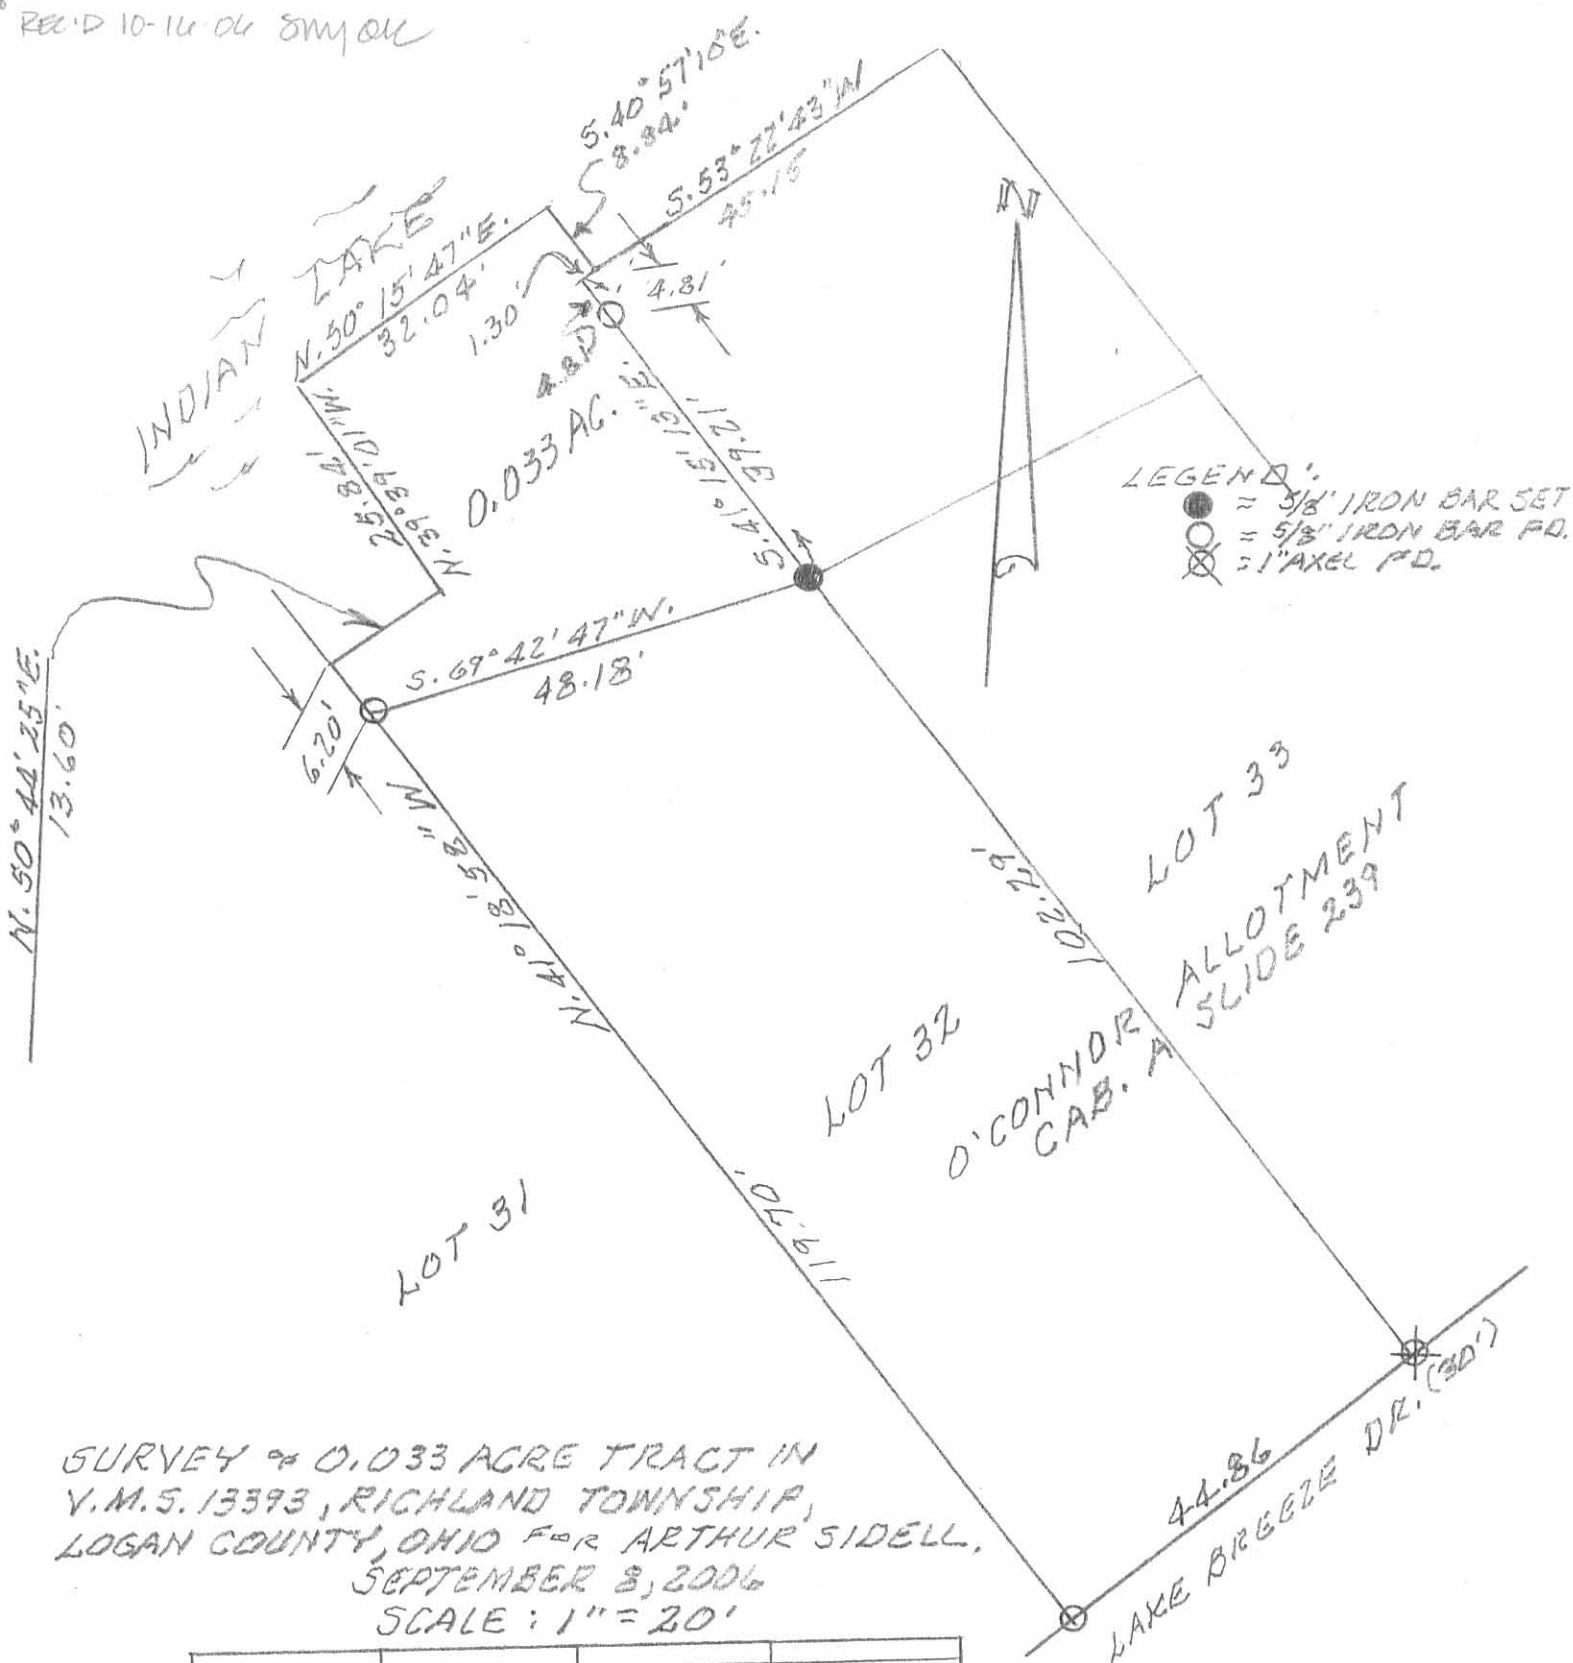 REC'D 10-16-06
S.40°57'10"E.
8.84'
S.53°22'43"W
45.15
INDIAN LAKE
N.50°15'47"E.
32.04'
1.30'
4.81'
N
25.84'
N.39°39'01"W.
0.033 AC.
S.41°15'13"E.
37.21'
LEGEND:
= 5/8" IRON BAR SET
= 5/8" IRON BAR FD.
= 1" AXEL FD.
N.50°44'25"E.
13.60'
S.69°42'47"W.
48.18'
6.20'
N.41°18'58"W
102.29'
LOT 33
O'CONNOR ALLOTMENT
CAB. A SLIDE 239
LOT 32
119.70'
LOT 31
44.86
LAKE BREEZE DR. (30')
SURVEY OF 0.033 ACRE TRACT IN
V.M.S. 13393, RICHLAND TOWNSHIP,
LOGAN COUNTY, OHIO FOR ARTHUR SIDELL.
SEPTEMBER 8, 2006
SCALE : 1" = 20'